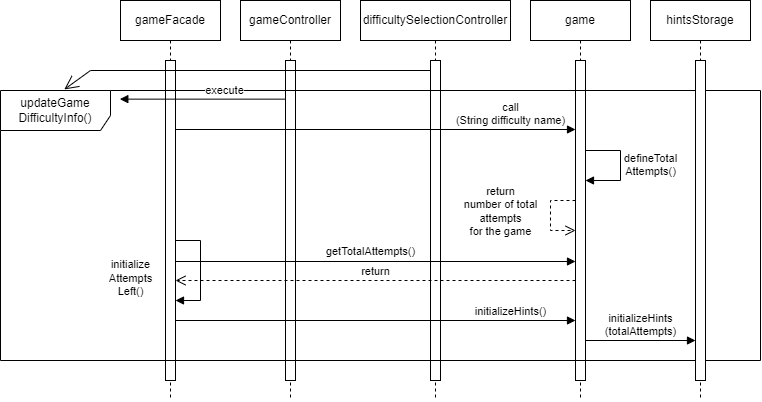 gameFacade
gameController
difficultySelectionController
game
hintsStorage
updateGame
DifficultyInfo()
execute
call
(String difficulty name)
defineTotal
Attempts()
return
number of total
attempts
for the game
initialize
Attempts
Left()
getTotalAttempts()
return
initializeHints()
initializeHints
(totalAttempts)